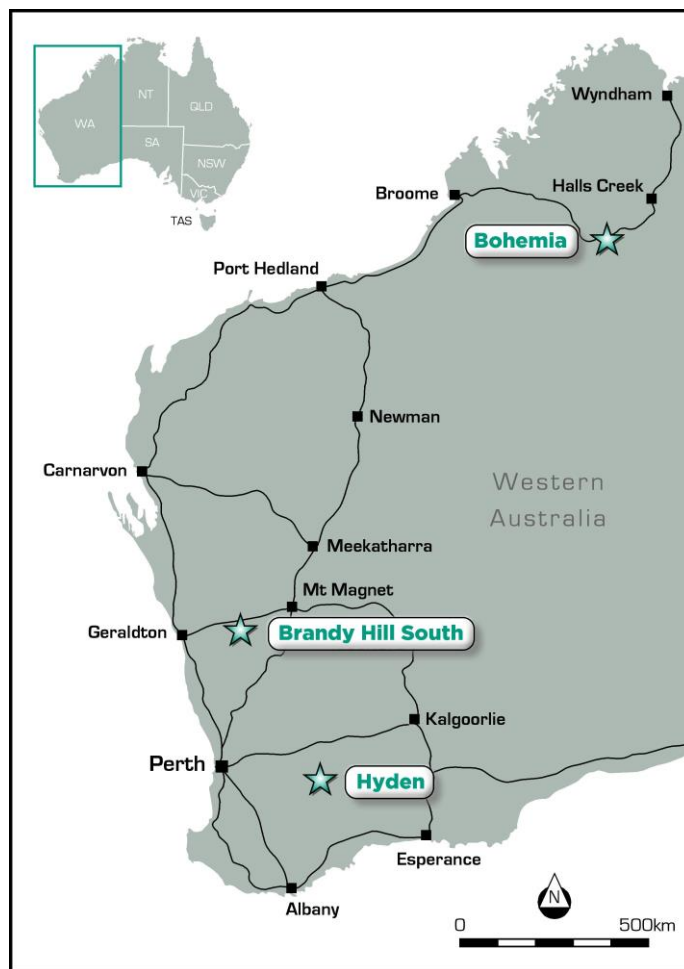 NT
QLD
WA
SA
NSW
VIC
TAS
Wyndham
Broome
Halls Creek
Bohemia
Port Hedland
Newman
Carnarvon
Western
Australia
Meekatharra
Mt Magnet
Geraldton
Brandy Hill South
Kalgoorlie
Perth
Hyden
Esperance
Albany
N
0
500km